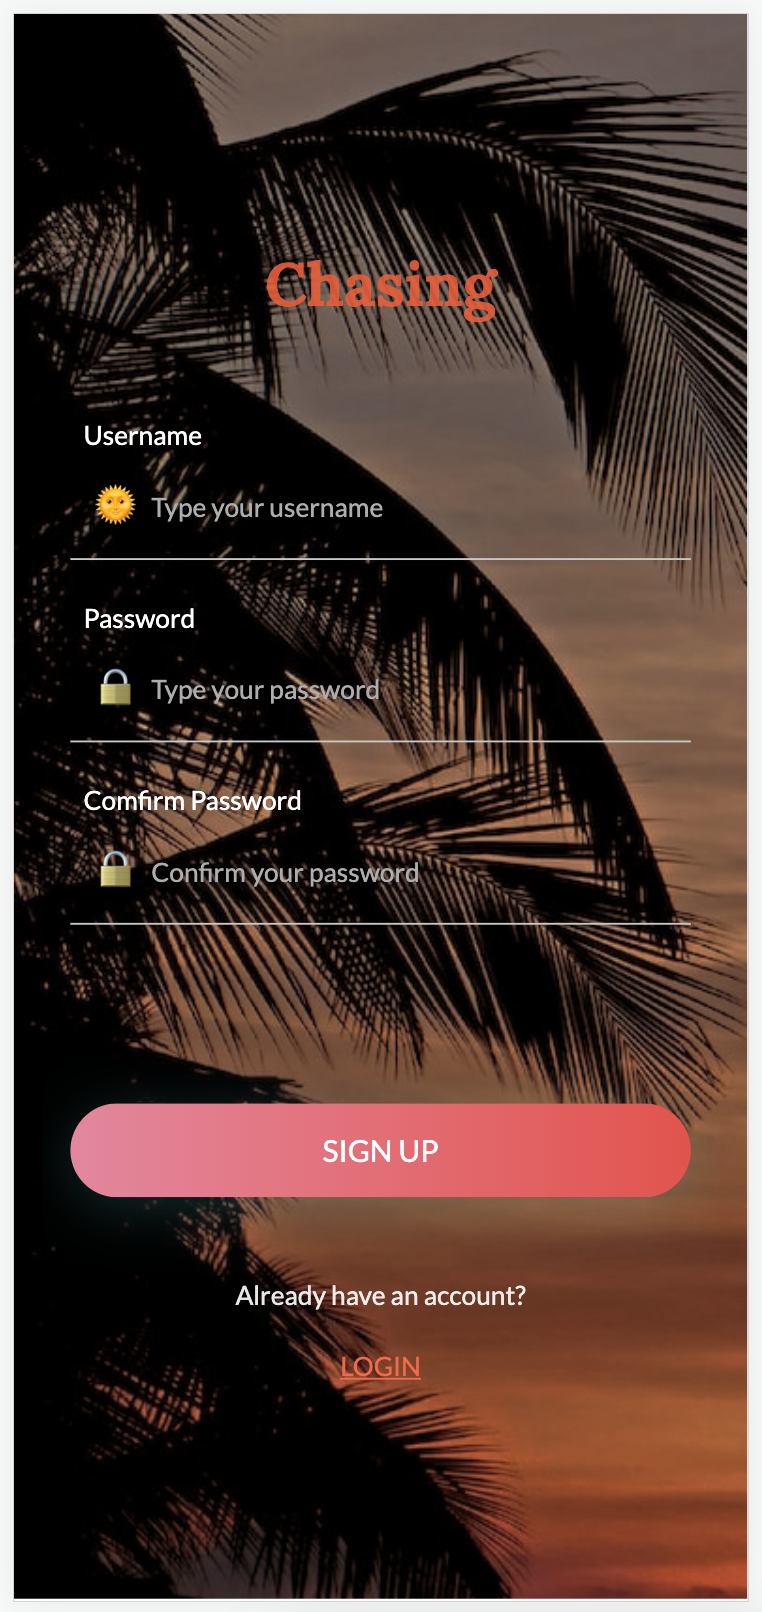 Chasing
Username
Type your username
Password
Type your password
Comfirm Password
Confirm your password
SIGN UP
Already have an account?
LOGIN